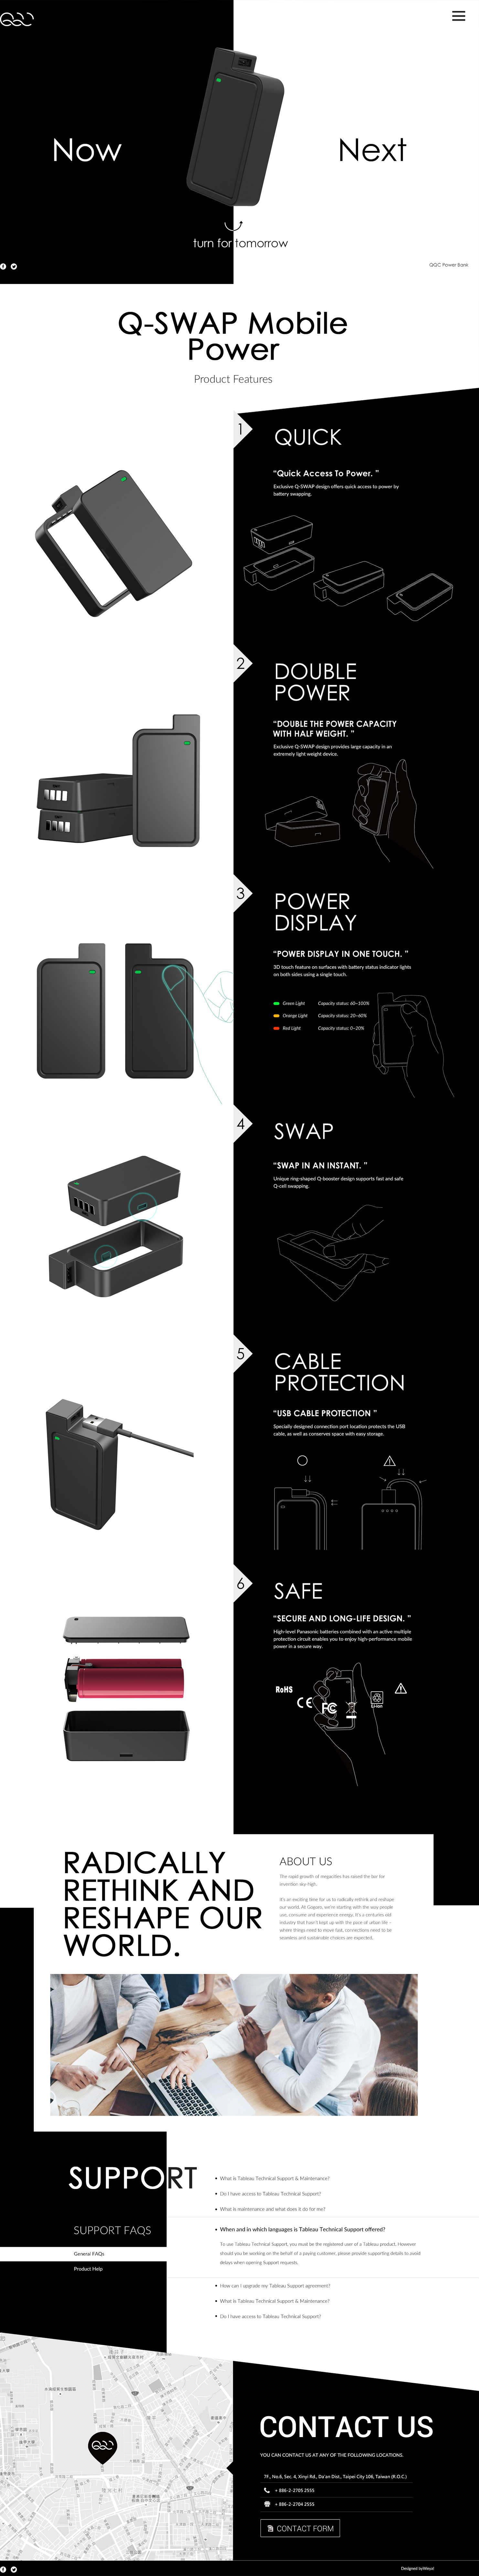 QQC
Now
Next
turn for tomorrow
QQC Power Bank
Q-SWAP Mobile
Power
Product Features
1
QUICK
“Quick Access To Power. ”
Exclusive Q-SWAP design offers quick access to power by
battery swapping.
2
DOUBLE
POWER
“DOUBLE THE POWER CAPACITY
WITH HALF WEIGHT. ”
Exclusive Q-SWAP design provides large capacity in an
extremely light weight device.
3
POWER
DISPLAY
“POWER DISPLAY IN ONE TOUCH. ”
3D touch feature on surfaces with battery status indicator lights
on both sides using a single touch.
Green Light Capacity status: 60~100%
Orange Light Capacity status: 20~60%
Red Light Capacity status: 0~20%
4
SWAP
“SWAP IN AN INSTANT. ”
Unique ring-shaped Q-booster design supports fast and safe
Q-cell swapping.
5
CABLE
PROTECTION
“USB CABLE PROTECTION ”
Specially designed connection port location protects the USB
cable, as well as conserves space with easy storage.
6
SAFE
“SECURE AND LONG-LIFE DESIGN. ”
High-level Panasonic batteries combined with an active multiple
protection circuit enables you to enjoy high-performance mobile
power in a secure way.
RoHS
CE
FC
Li-ion
RADICALLY
RETHINK AND
RESHAPE OUR
WORLD.
ABOUT US
The rapid growth of megacities has raised the bar for
invention sky high.
It's an exciting time for us to radically rethink and reshape
our world. At Gogoro, we're starting with the way people
use, consume and experience energy. It's a centuries-old
industry that hasn't kept up with the pace of urban life –
where things need to move fast, connections need to be
seamless and sustainable choices are expected.
SUPPORT
SUPPORT FAQS
General FAQs
Product Help
What is Tableau Technical Support & Maintenance?
Do I have access to Tableau Technical Support?
What is maintenance and what does it do for me?
When and in which languages is Tableau Technical Support offered?
To use Tableau Technical Support, you must be the registered user of a Tableau product. However
should you be working on the behalf of a paying customer, please provide supporting details to avoid
delays when opening Support requests.
How can I upgrade my Tableau Support agreement?
What is Tableau Technical Support & Maintenance?
Do I have access to Tableau Technical Support?
QQC
CONTACT US
YOU CAN CONTACT US AT ANY OF THE FOLLOWING LOCATIONS.
7F., No.6, Sec. 4, Xinyi Rd., Da'an Dist., Taipei City 106, Taiwan (R.O.C.)
+ 886-2-2705 2555
+ 886-2-2704 2555
CONTACT FORM
Designed byWeyul